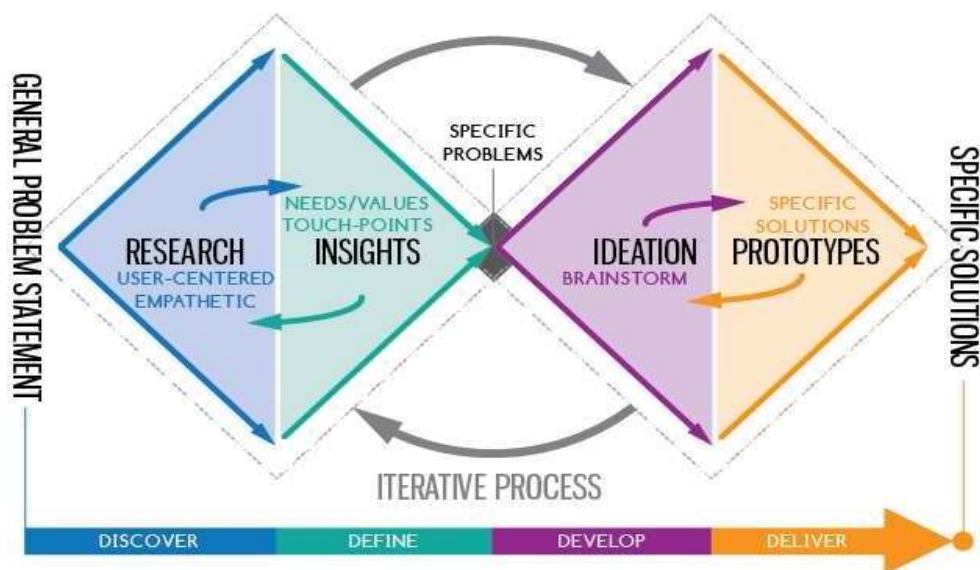 GENERAL PROBLEM STATEMENT
SPECIFIC
PROBLEMS
NEEDS/VALUES
TOUCH-POINTS
RESEARCH
INSIGHTS
USER-CENTERED
EMPATHETIC
SPECIFIC
SOLUTIONS
IDEATION
PROTOTYPES
BRAINSTORM
SPECIFIC SOLUTIONS
ITERATIVE PROCESS
DISCOVER
DEFINE
DEVELOP
DELIVER